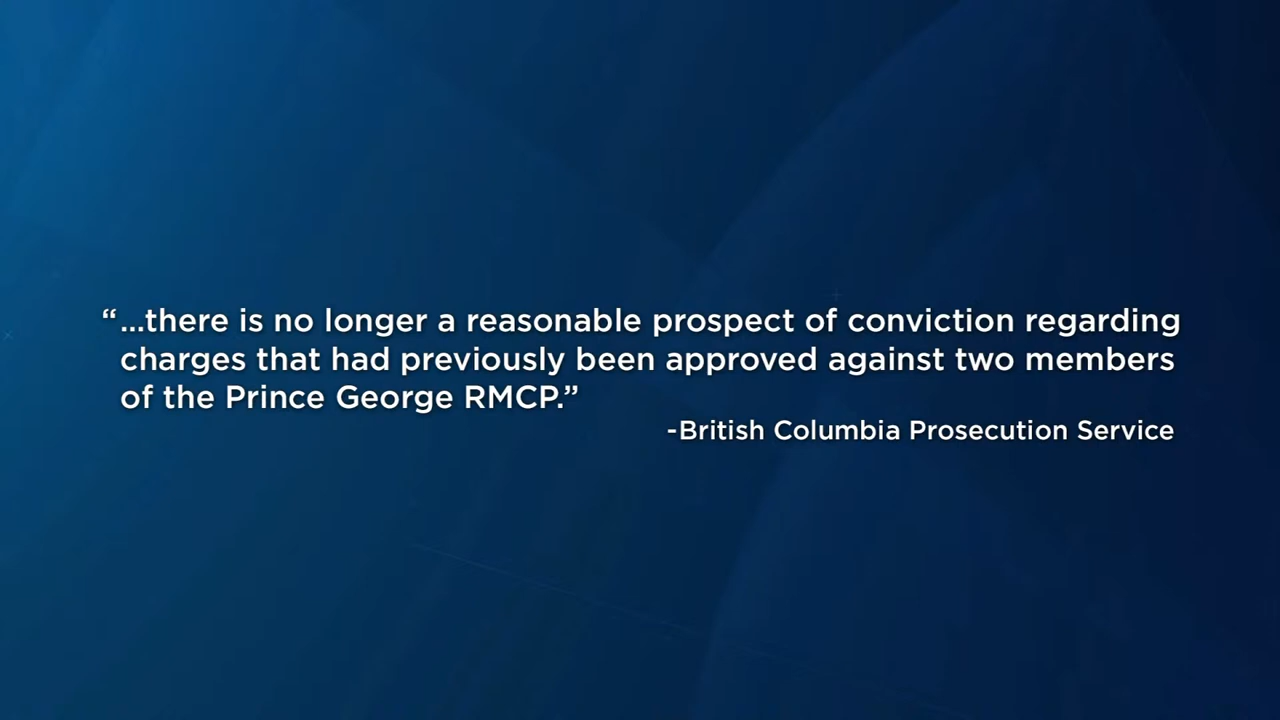 “...there is no longer a reasonable prospect of conviction regarding
charges that had previously been approved against two members
of the Prince George RMCP.”
-British Columbia Prosecution Service